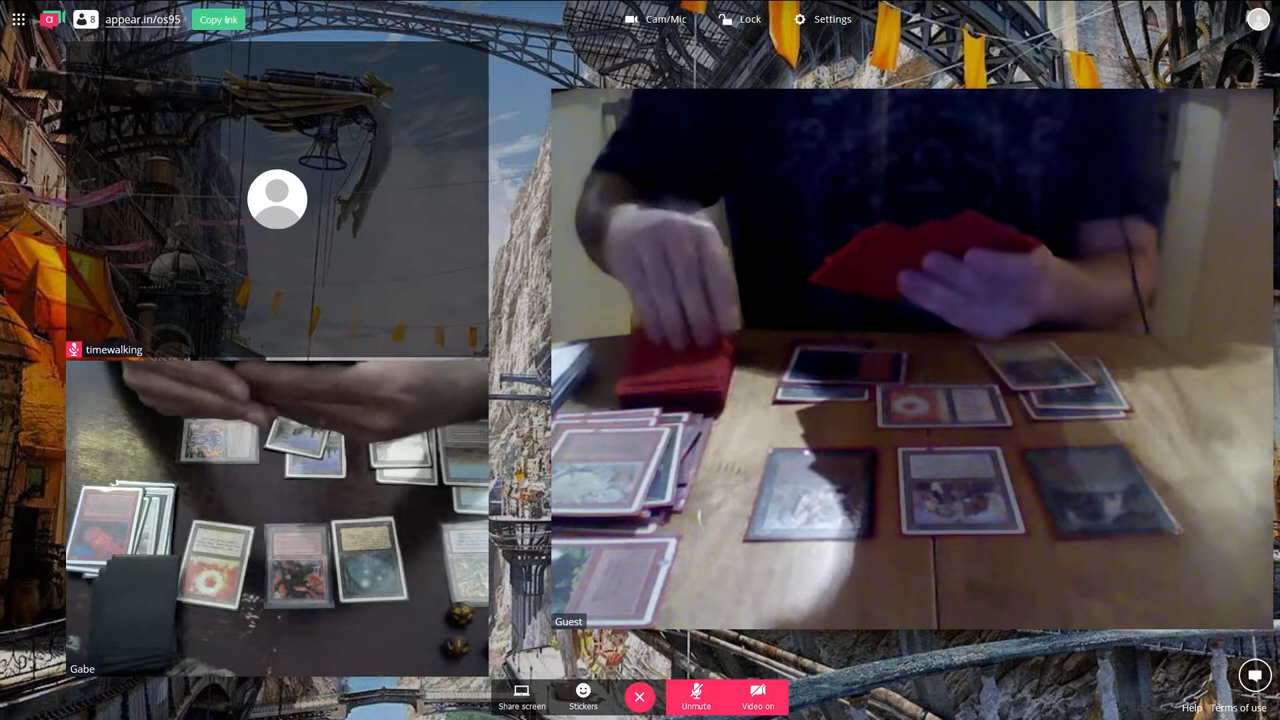 8 appear.in/os95 Copy link Cam/Mic Lock Settings
timewalking
Gabe
Guest
Share screen Stickers Unmute Video on
Help Terms of use